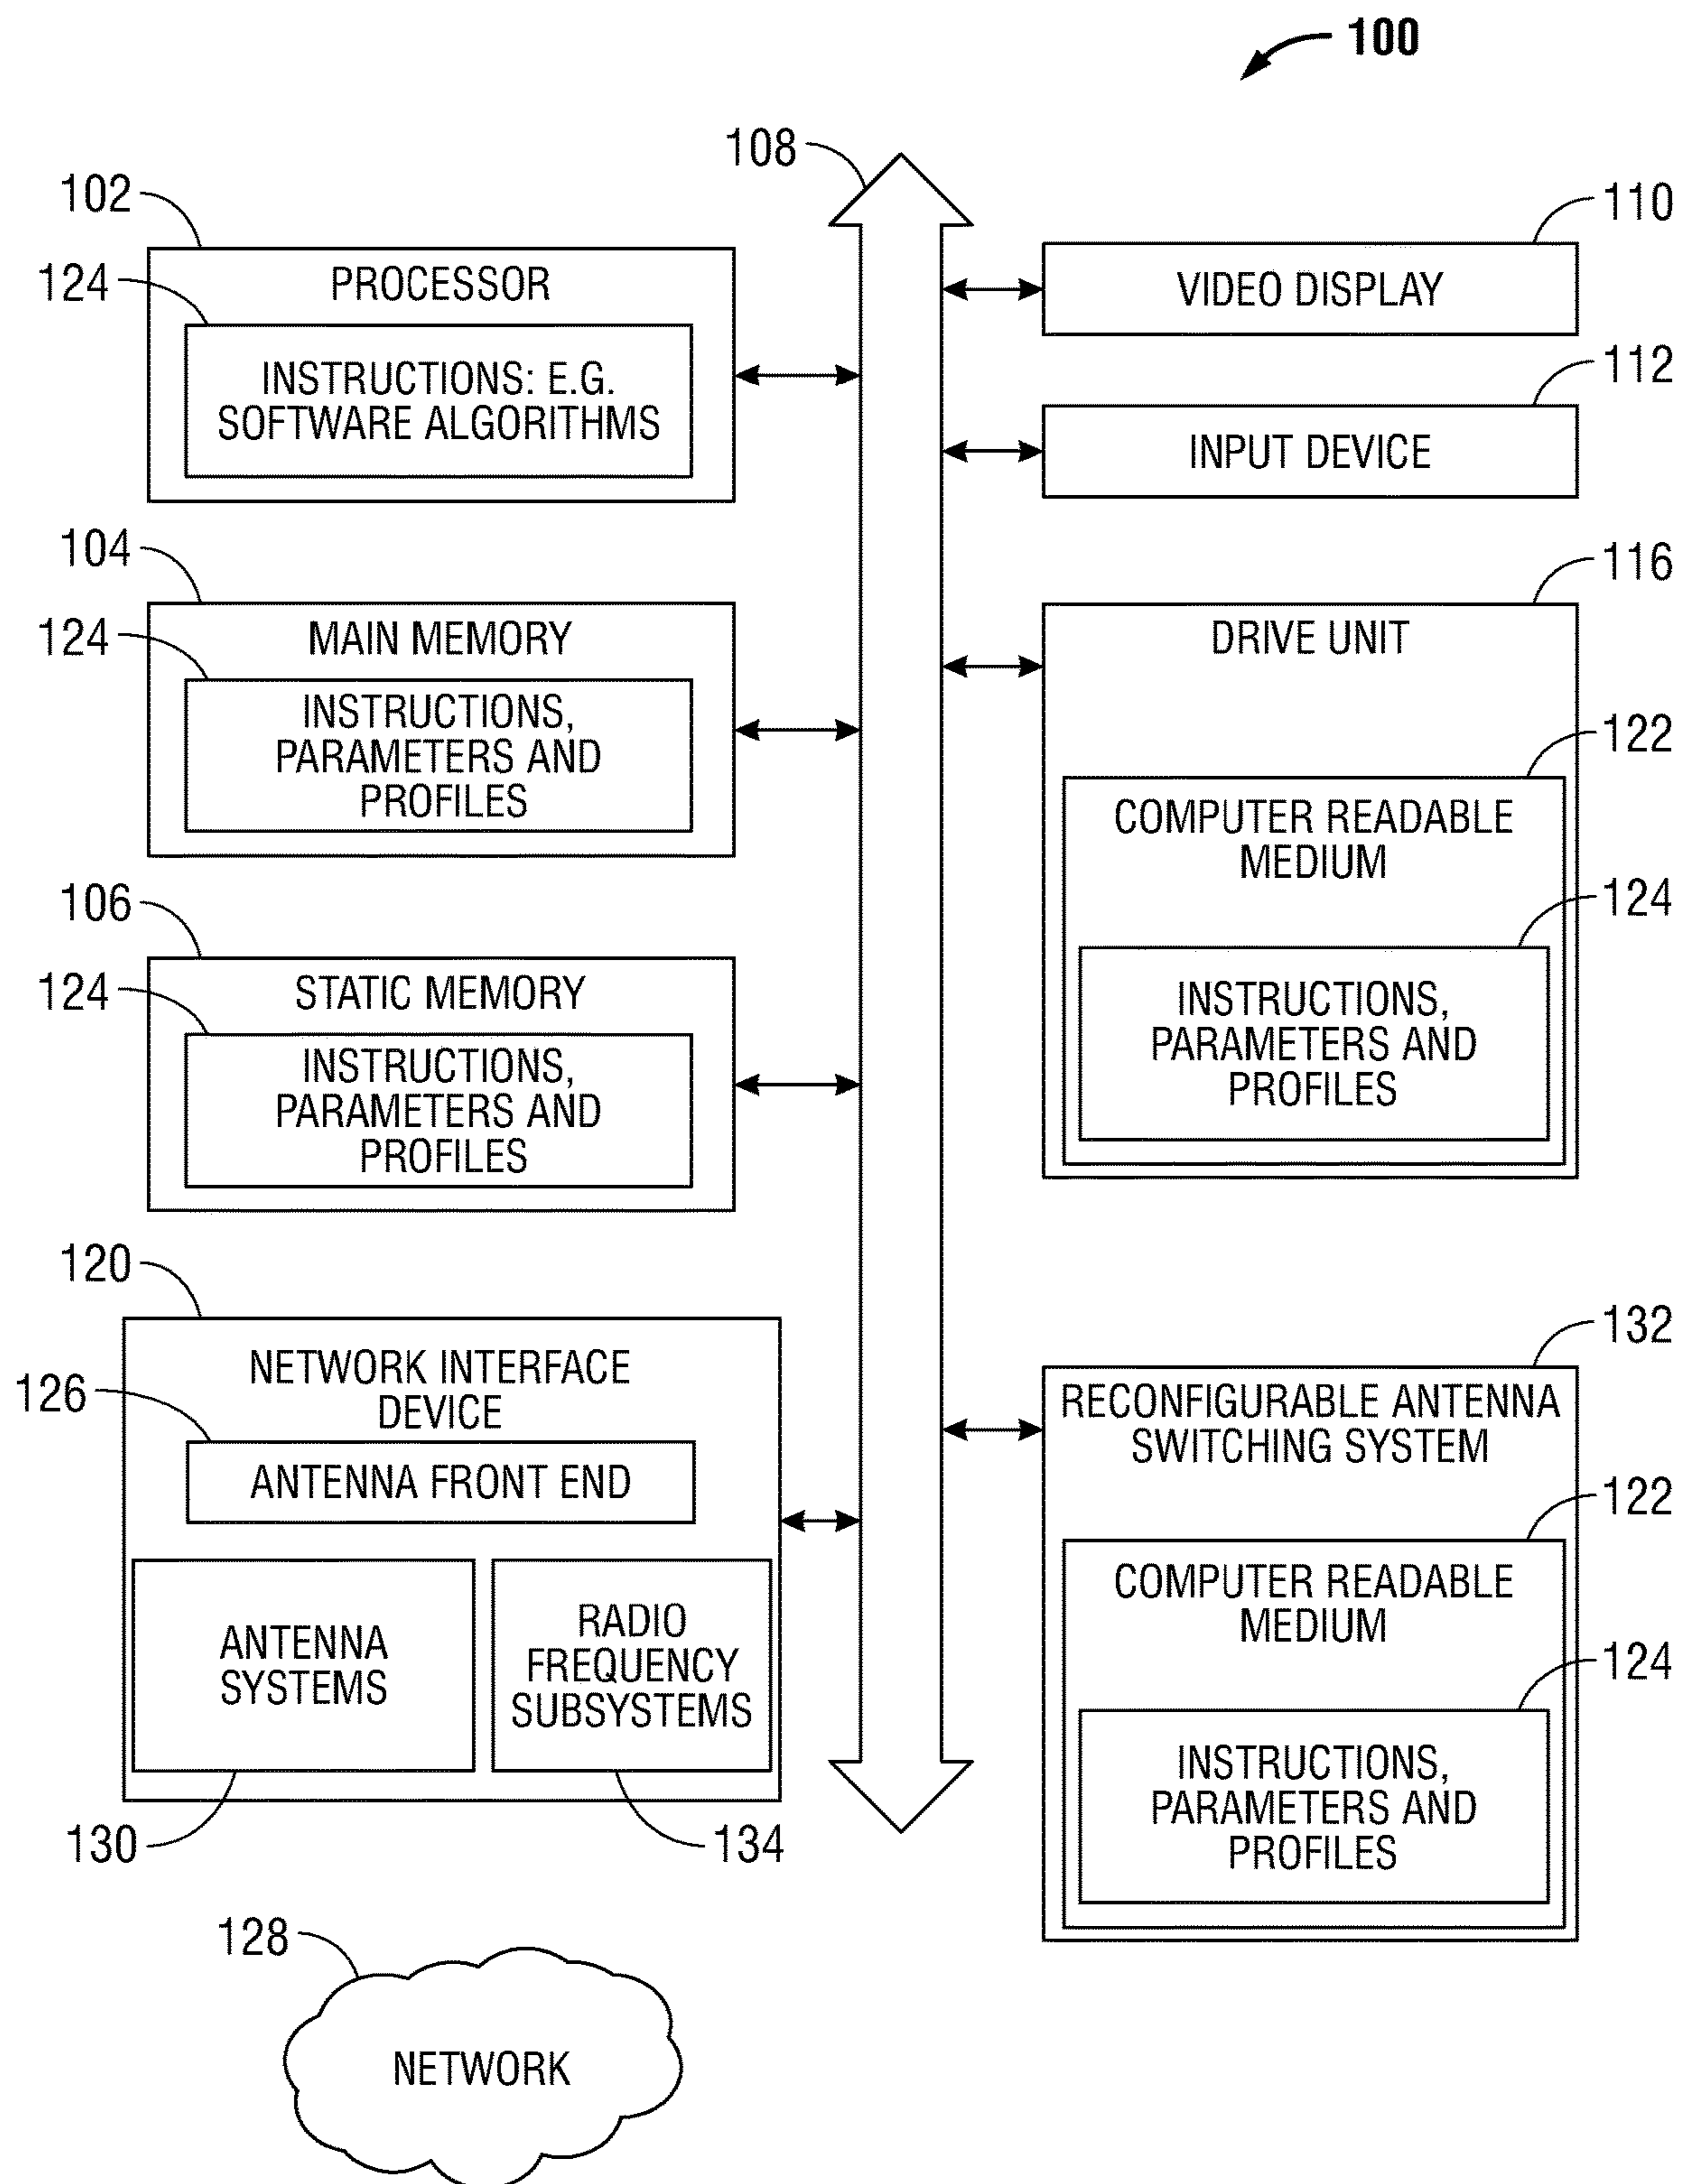 100
108
102
124
PROCESSOR
INSTRUCTIONS: E.G.
SOFTWARE ALGORITHMS
104
124
MAIN MEMORY
INSTRUCTIONS,
PARAMETERS AND
PROFILES
106
124
STATIC MEMORY
INSTRUCTIONS,
PARAMETERS AND
PROFILES
120
NETWORK INTERFACE
DEVICE
126
ANTENNA FRONT END
ANTENNA
SYSTEMS
RADIO
FREQUENCY
SUBSYSTEMS
130
134
128
NETWORK
110
VIDEO DISPLAY
112
INPUT DEVICE
116
DRIVE UNIT
122
COMPUTER READABLE
MEDIUM
124
INSTRUCTIONS,
PARAMETERS AND
PROFILES
132
RECONFIGURABLE ANTENNA
SWITCHING SYSTEM
122
COMPUTER READABLE
MEDIUM
124
INSTRUCTIONS,
PARAMETERS AND
PROFILES